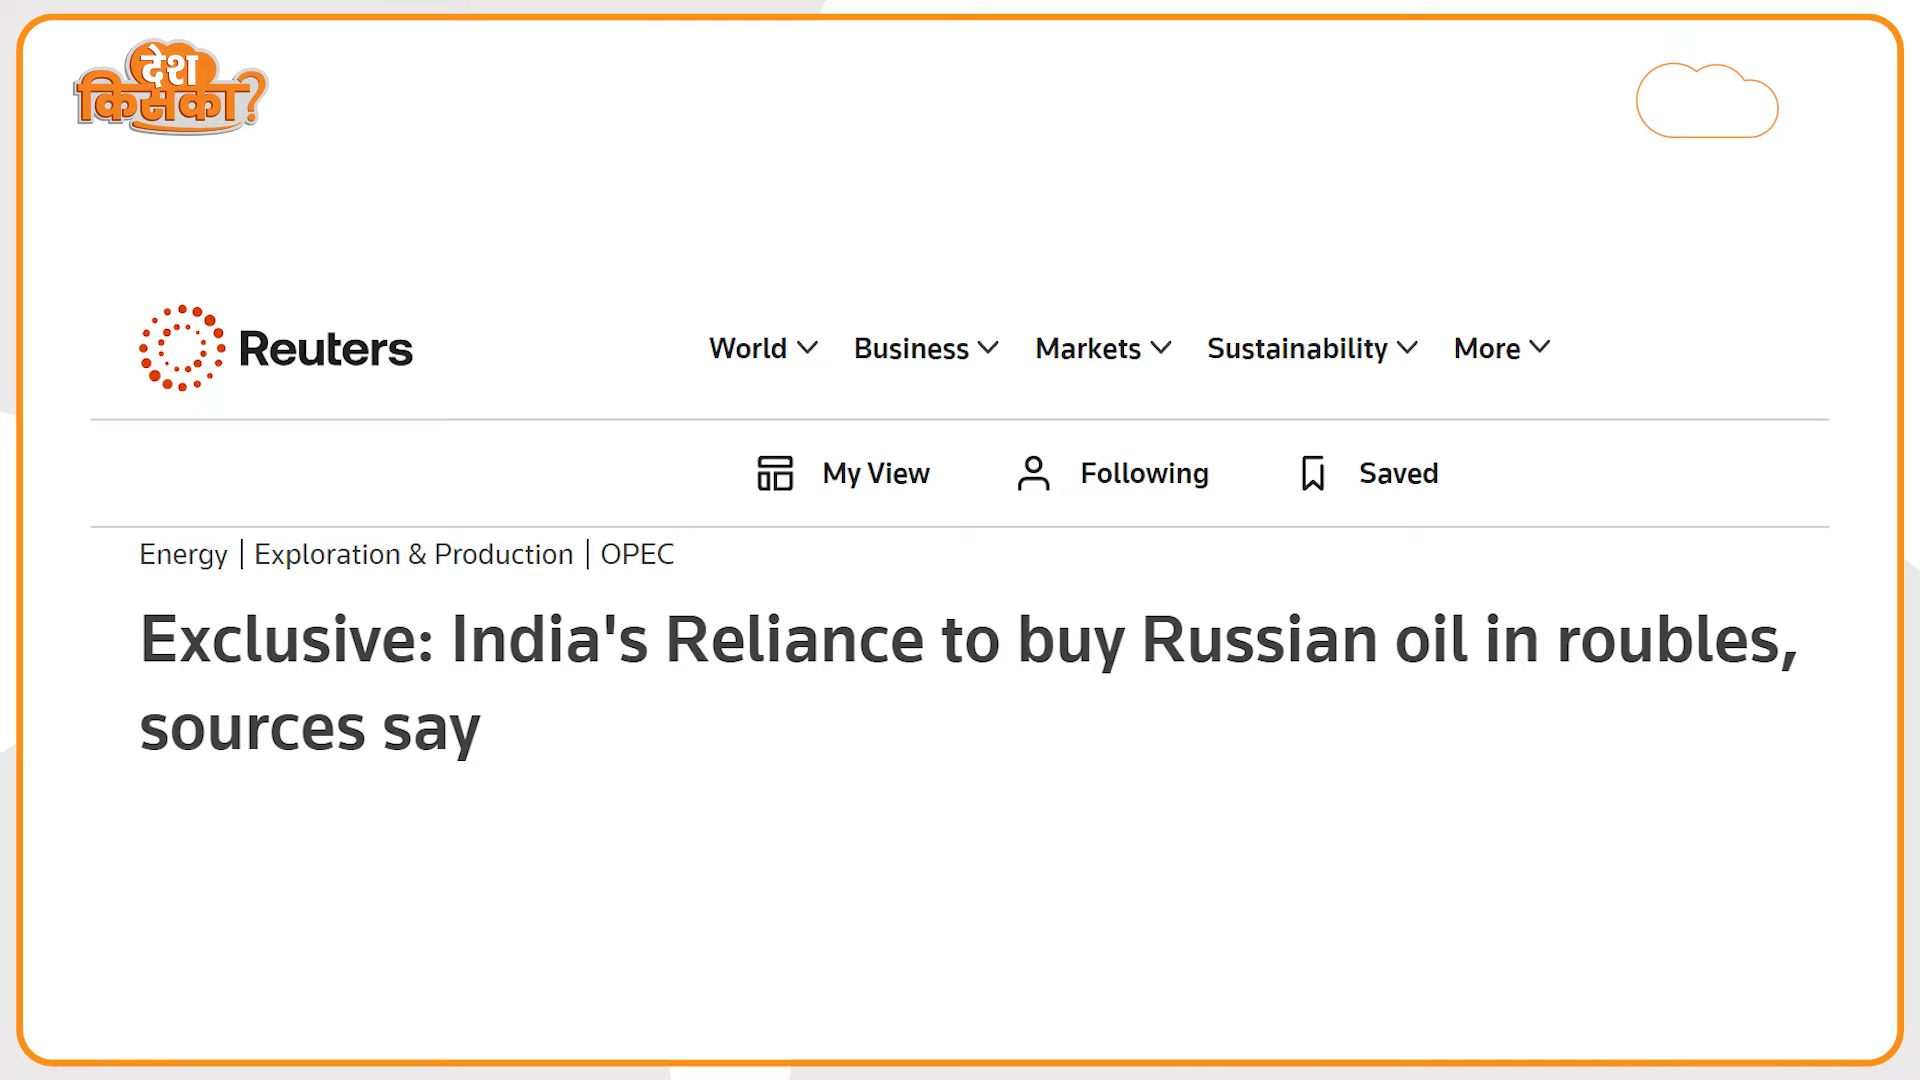 देश
किसका?
Reuters
World Business Markets Sustainability More
My View Following Saved
Energy | Exploration & Production | OPEC
Exclusive: India's Reliance to buy Russian oil in roubles,
sources say